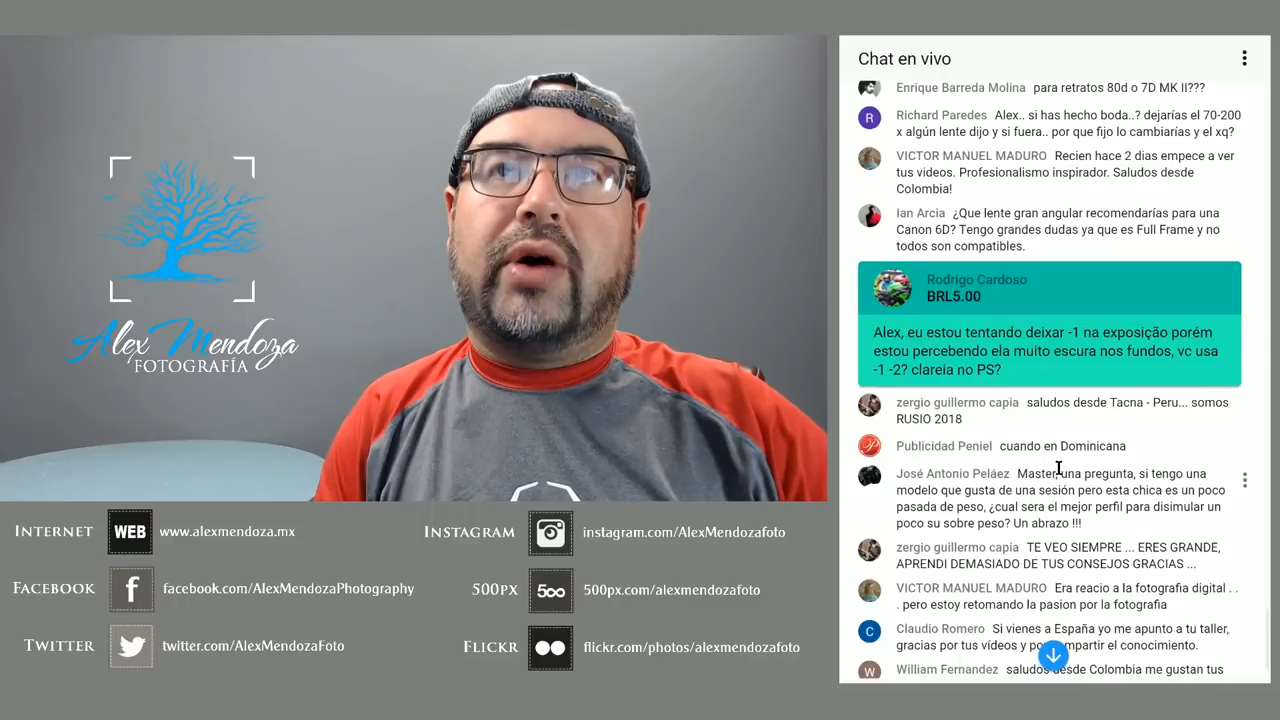 Alex Mendoza
FOTOGRAFÍA
INTERNET
WEB
www.alexmendoza.mx
FACEBOOK
f
facebook.com/AlexMendozaPhotography
TWITTER
twitter.com/AlexMendozaFoto
INSTAGRAM
instagram.com/AlexMendozafoto
500PX
500
500px.com/alexmendozafoto
FLICKR
flickr.com/photos/alexmendozafoto
Chat en vivo
Enrique Barreda Molina para retratos 80d o 7D MK II???
R
Richard Paredes Alex.. si has hecho boda..? dejarías el 70-200
x algún lente dijo y si fuera.. por que fijo lo cambiarías y el xq?
VICTOR MANUEL MADURO Recien hace 2 dias empece a ver
tus videos. Profesionalismo inspirador. Saludos desde
Colombia!
Ian Arcia ¿Que lente gran angular recomendarías para una
Canon 6D? Tengo grandes dudas ya que es Full Frame y no
todos son compatibles.
Rodrigo Cardoso
BRL5.00
Alex, eu estou tentando deixar -1 na exposição porém
estou percebendo ela muito escura nos fundos, vc usa
-1 -2? clareia no PS?
zergio guillermo capia saludos desde Tacna - Peru... somos
RUSIO 2018
P
Publicidad Peniel cuando en Dominicana
José Antonio Peláez Master, una pregunta, si tengo una
modelo que gusta de una sesión pero esta chica es un poco
pasada de peso, ¿cual sera el mejor perfil para disimular un
poco su sobre peso? Un abrazo !!!
zergio guillermo capia TE VEO SIEMPRE ... ERES GRANDE,
APRENDI DEMASIADO DE TUS CONSEJOS GRACIAS ...
VICTOR MANUEL MADURO Era reacio a la fotografia digital . .
. pero estoy retomando la pasion por la fotografia
C
Claudio Romero Si vienes a España yo me apunto a tu taller,
gracias por tus vídeos y por compartir el conocimiento.
W
William Fernandez saludos desde Colombia me gustan tus